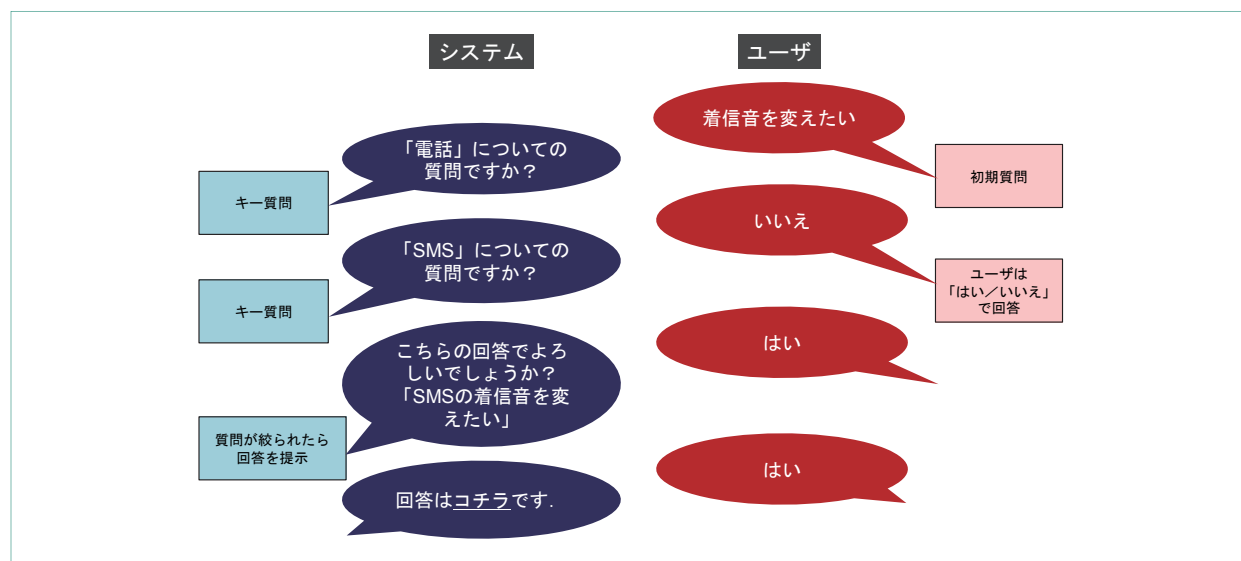 システム
ユーザ
着信音を変えたい
初期質問
「電話」についての
質問ですか？
キー質問
いいえ
ユーザは
「はい／いいえ」
で回答
「SMS」についての
質問ですか？
キー質問
はい
こちらの回答でよろ
しいでしょうか？
「SMSの着信音を変
えたい」
質問が絞られたら
回答を提示
はい
回答はコチラです.